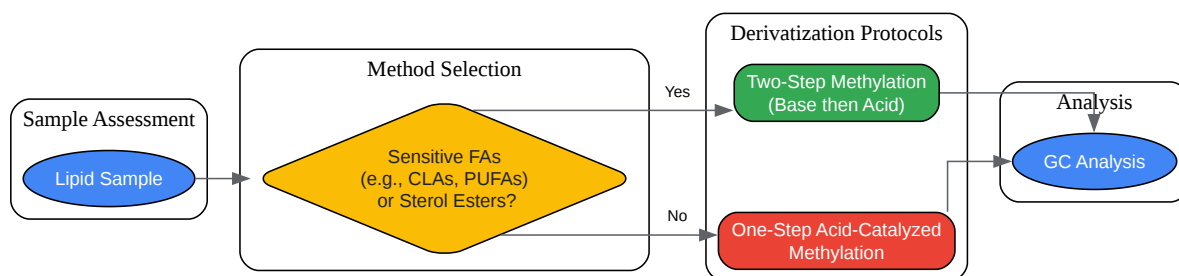 Sample Assessment
Lipid Sample
Method Selection
Sensitive FAs
(e.g., CLAs, PUFAs)
or Sterol Esters?
Yes
No
Derivatization Protocols
Two-Step Methylation
(Base then Acid)
One-Step Acid-Catalyzed
Methylation
Analysis
GC Analysis